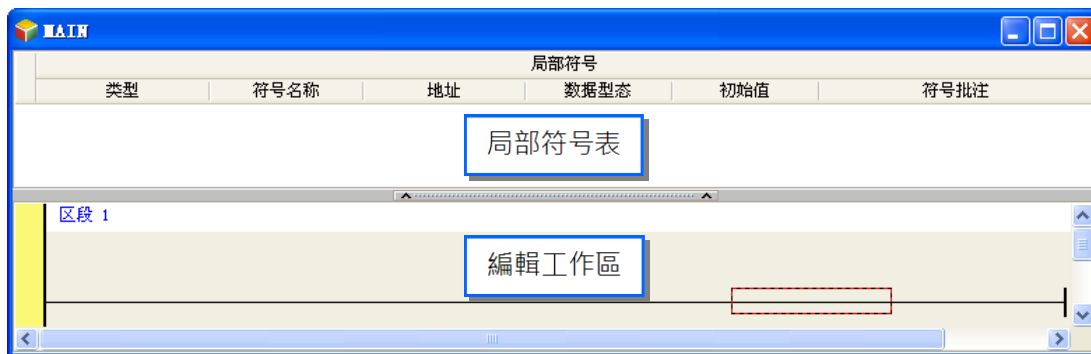 MAIN
局部符号
类型 符号名称 地址 数据型态 初始值 符号批注
局部符号表
区段 1
編輯工作區